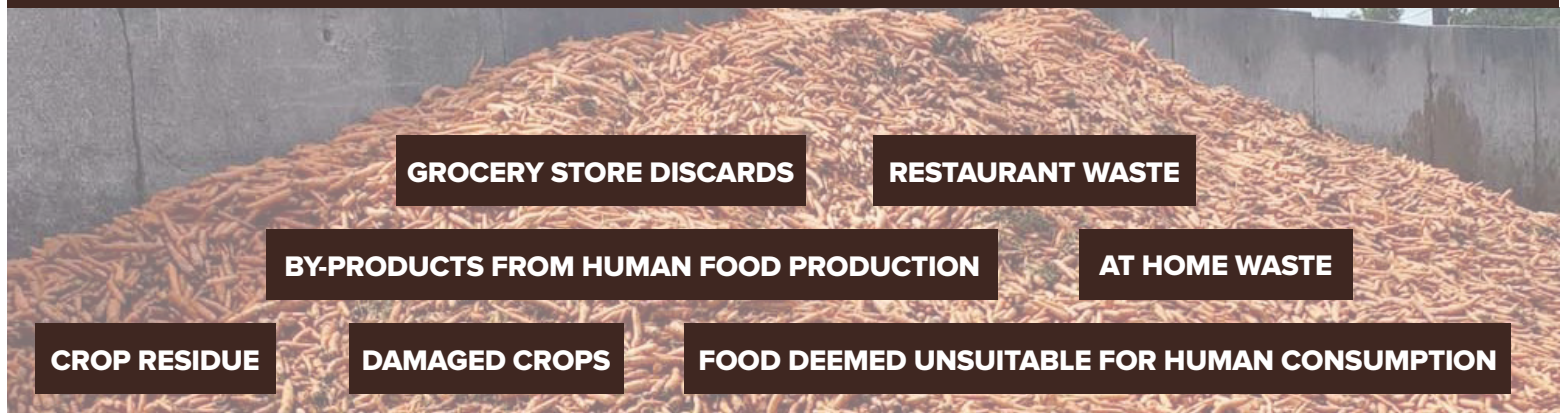 GROCERY STORE DISCARDS
RESTAURANT WASTE
BY-PRODUCTS FROM HUMAN FOOD PRODUCTION
AT HOME WASTE
CROP RESIDUE
DAMAGED CROPS
FOOD DEEMED UNSUITABLE FOR HUMAN CONSUMPTION